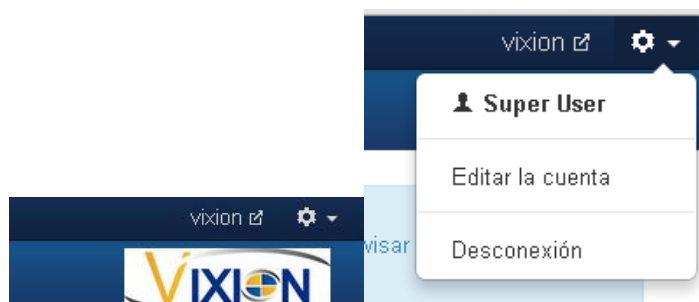 vixion
Super User
Editar la cuenta
visar
Desconexión
vixion
VIXION